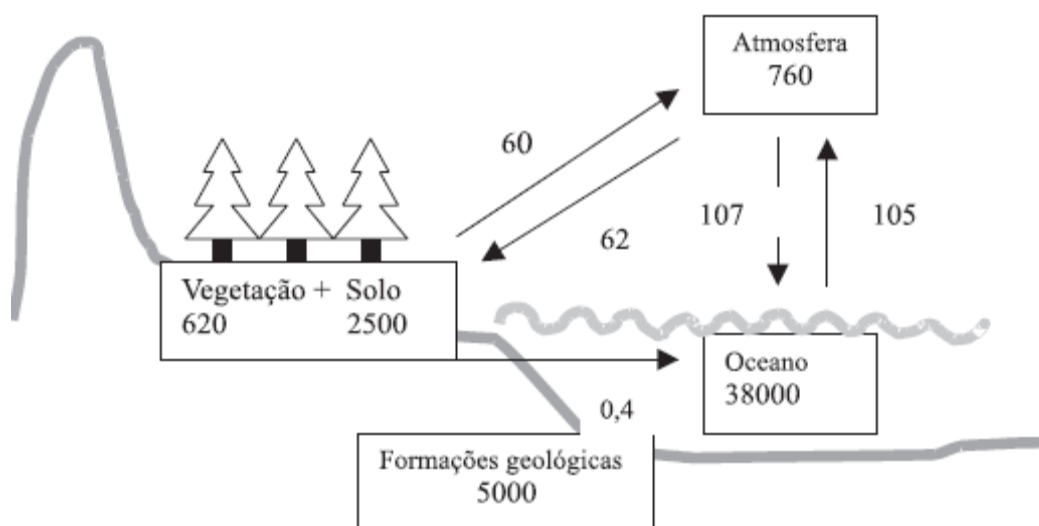 Atmosfera
760
60
62
107
105
Vegetação + Solo
620 2500
Oceano
38000
0,4
Formações geológicas
5000